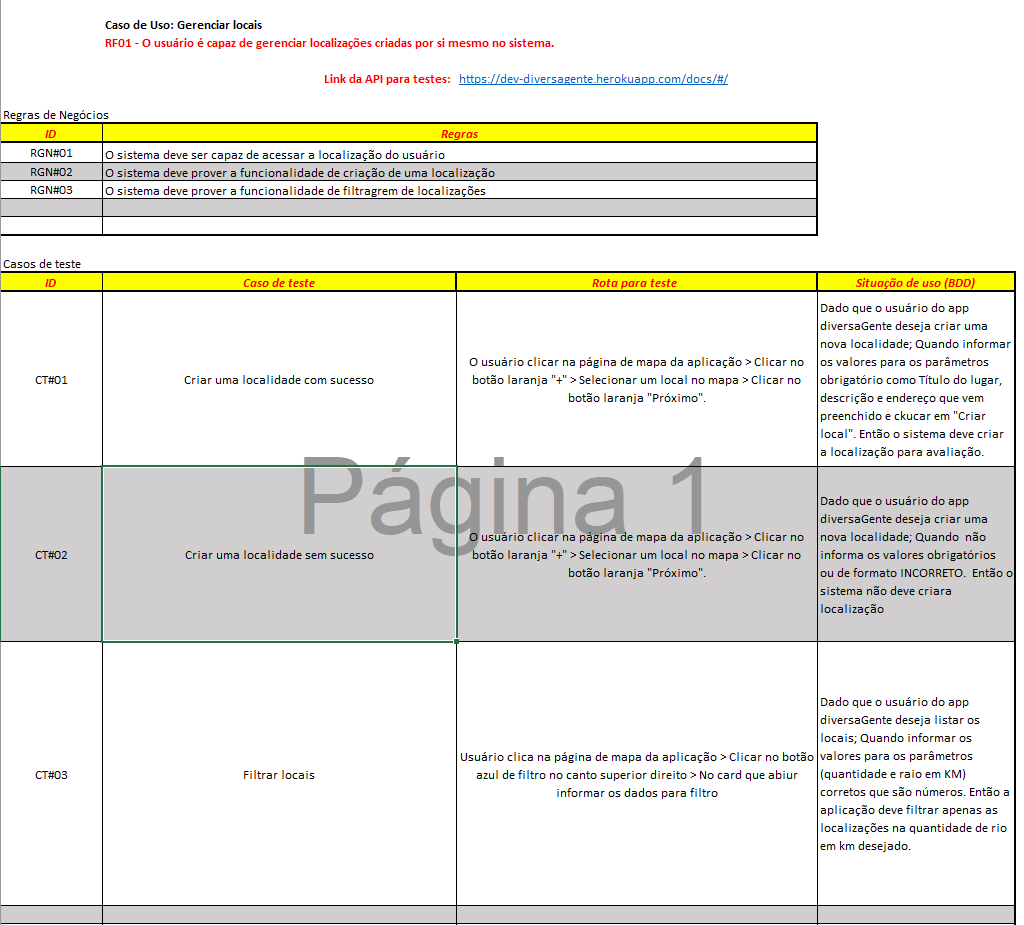 Caso de Uso: Gerenciar locais
RF01 - O usuário é capaz de gerenciar localizações criadas por si mesmo no sistema.
Link da API para testes: https://dev-diversagente.herokuapp.com/docs/#/
Regras de Negócios
ID Regras
RGN#01 O sistema deve ser capaz de acessar a localização do usuário
RGN#02 O sistema deve prover a funcionalidade de criação de uma localização
RGN#03 O sistema deve prover a funcionalidade de filtragrem de localizações
Casos de teste
ID Caso de teste Rota para teste Situação de uso (BDD)
CT#01
Criar uma localidade com sucesso
O usuário clicar na página de mapa da aplicação > Clicar no
botão laranja "+" > Selecionar um local no mapa > Clicar no
botão laranja "Próximo".
Dado que o usuário do app
diversaGente deseja criar uma
nova localidade; Quando informar
os valores para os parâmetros
obrigatório como Título do lugar,
descrição e endereço que vem
preenchido e ckucar em "Criar
local". Então o sistema deve criar
a localização para avaliação.
Página 1
CT#02
Criar uma localidade sem sucesso
O usuário clicar na página de mapa da aplicação > Clicar no
botão laranja "+" > Selecionar um local no mapa > Clicar no
botão laranja "Próximo".
Dado que o usuário do app
diversaGente deseja criar uma
nova localidade; Quando  não
informa os valores obrigatórios
ou de formato INCORRETO.  Então o
sistema não deve criara
localização
CT#03
Filtrar locais
Usuário clica na página de mapa da aplicação > Clicar no botão
azul de filtro no canto superior direito > No card que abiur
informar os dados para filtro
Dado que o usuário do app
diversaGente deseja listar os
locais; Quando informar os
valores para os parâmetros
(quantidade e raio em KM)
corretos que são números. Então a
aplicação deve filtrar apenas as
localizações na quantidade de rio
em km desejado.